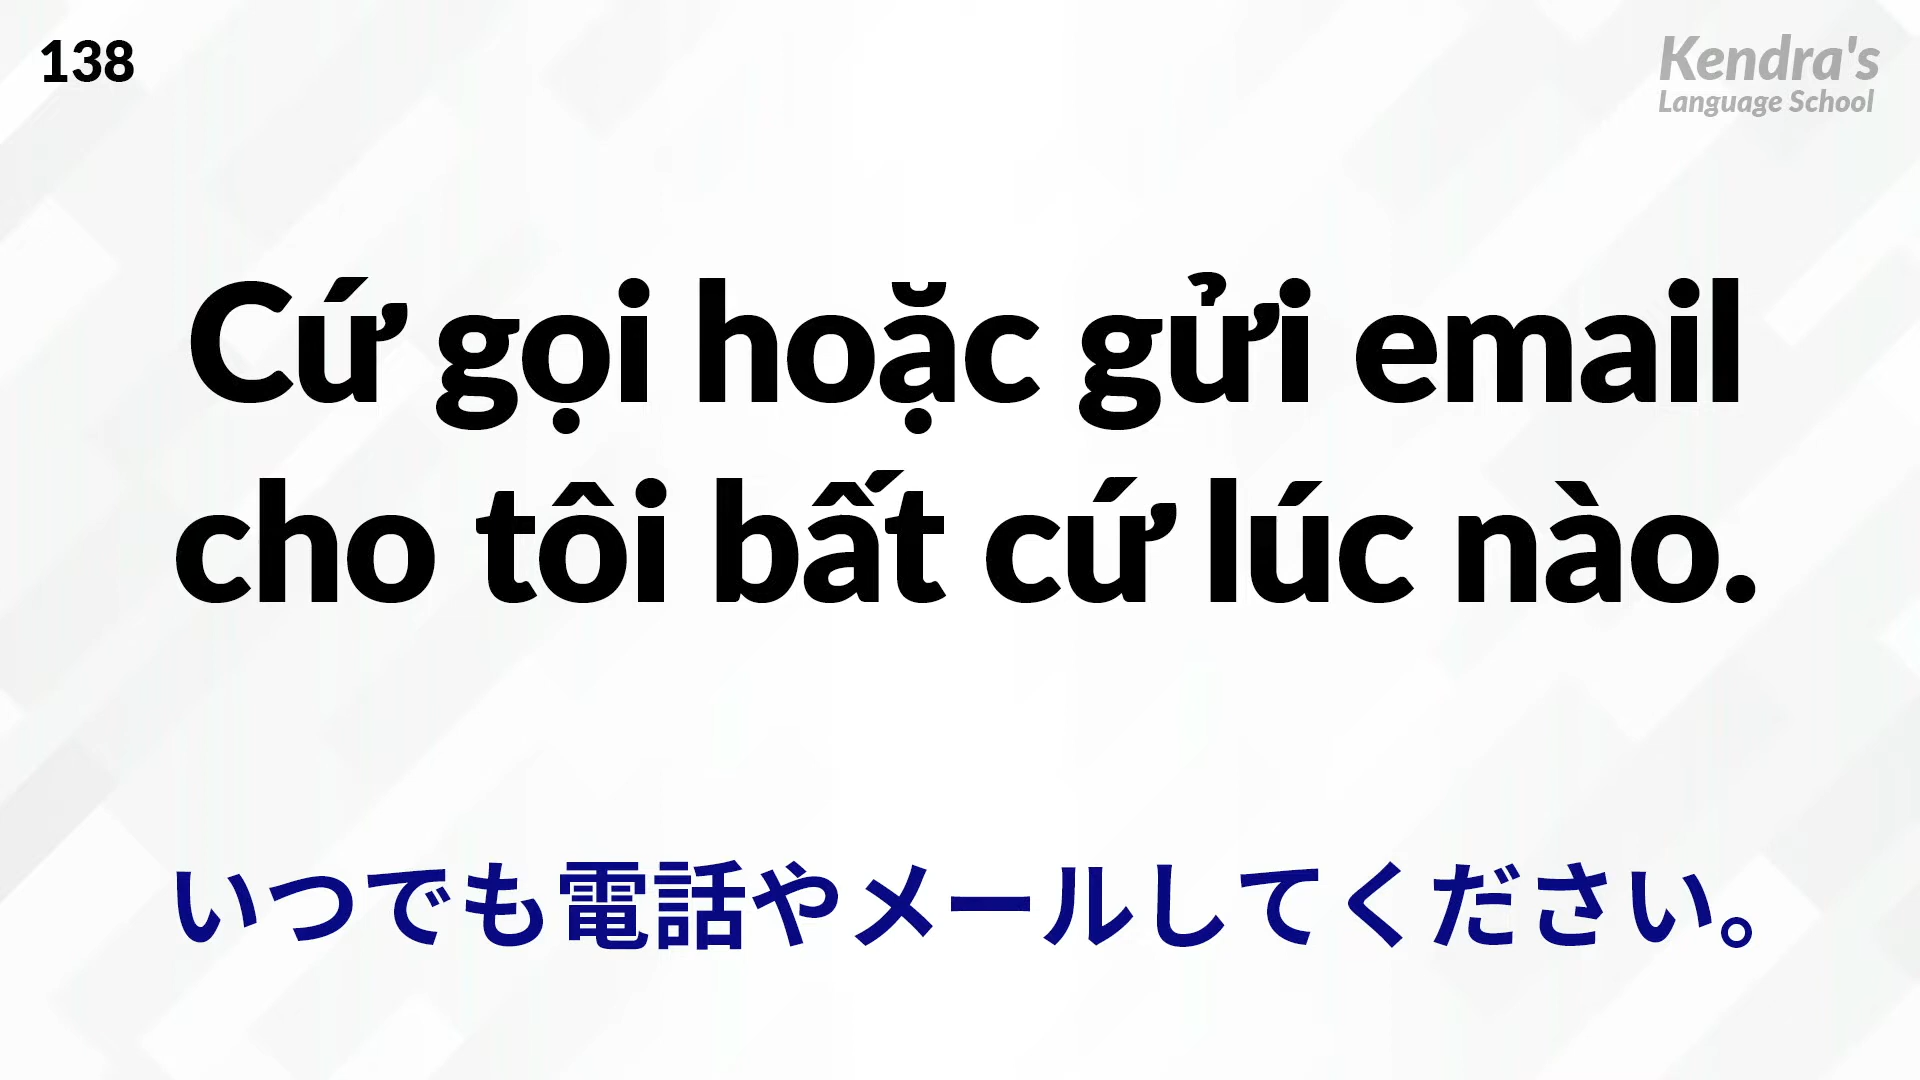 138
Kendra's
Language School
Cứ gọi hoặc gửi email
cho tôi bất cứ lúc nào.
いつでも電話やメールしてください。